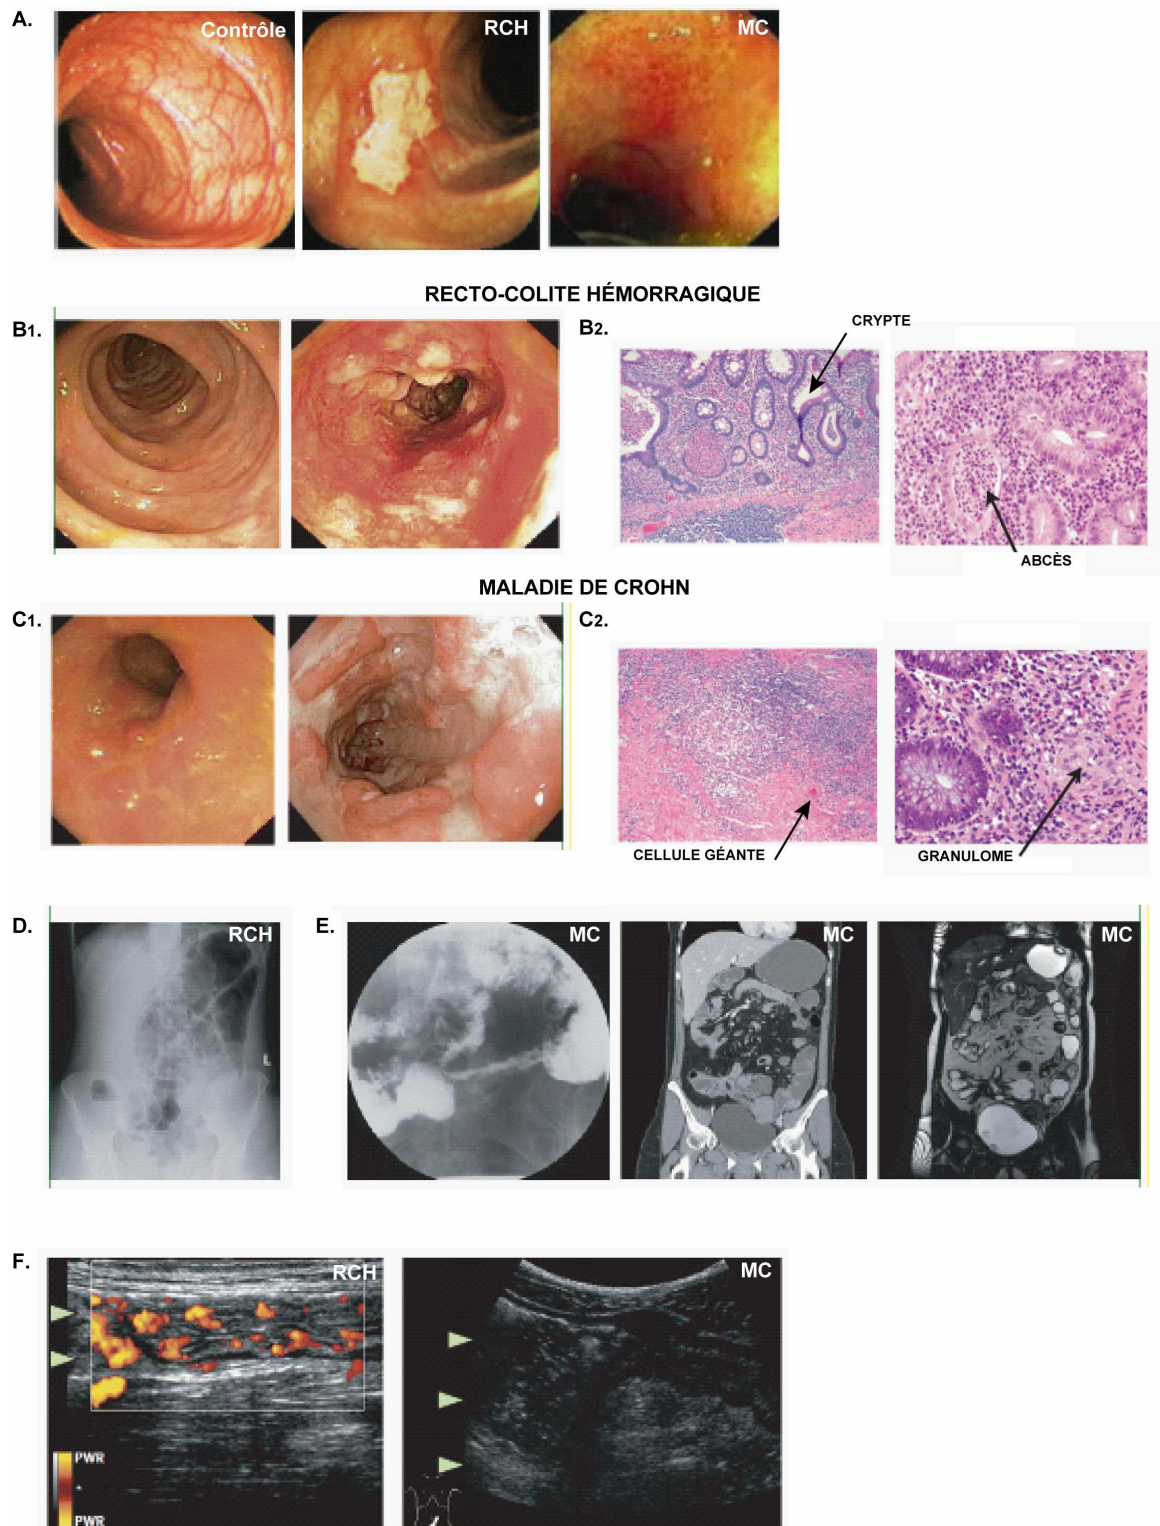 A.
Contrôle
RCH
MC
RECTO-COLITE HÉMORRAGIQUE
B1.
B2.
CRYPTE
ABCÈS
MALADIE DE CROHN
C1.
C2.
CELLULE GÉANTE
GRANULOME
D.
RCH
E.
MC
MC
MC
L
F.
RCH
MC
PWR
PWR